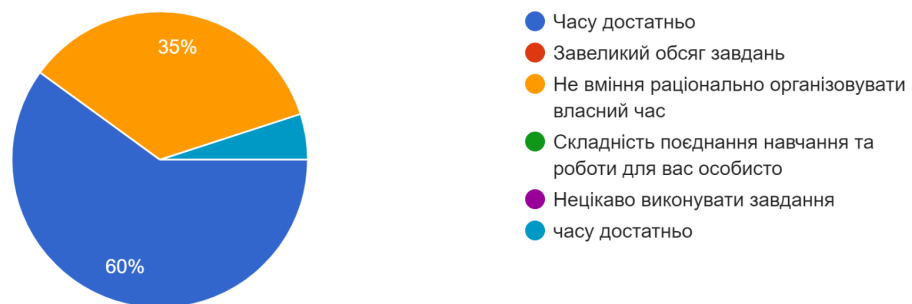 35%
60%
Часу достатньо
Завеликий обсяг завдань
Не вміння раціонально організовувати
власний час
Складність поєднання навчання та
роботи для вас особисто
Нецікаво виконувати завдання
часу достатньо